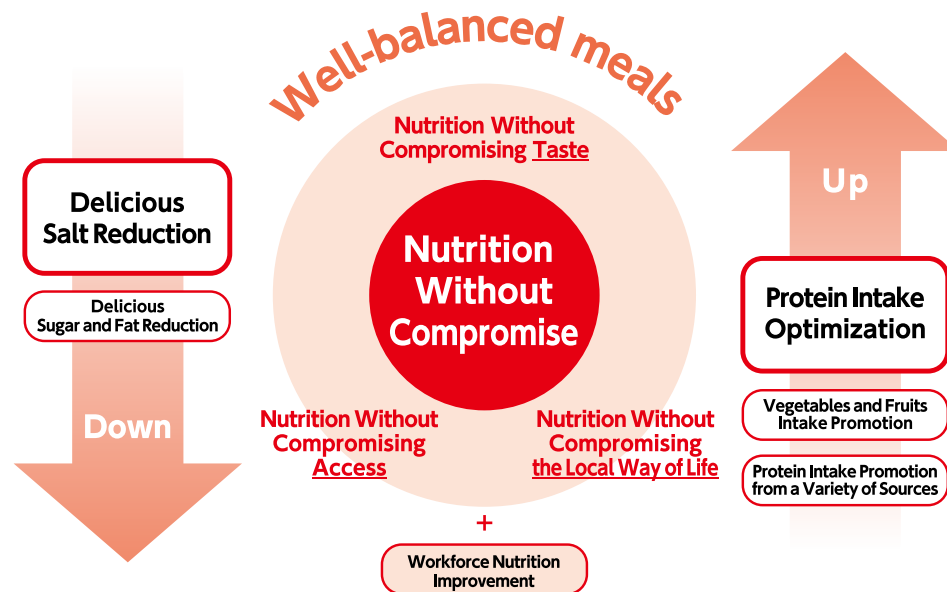 Well-balanced meals
Nutrition Without
Compromising Taste
Nutrition
Without
Compromise
Nutrition Without
Compromising
Access
Nutrition Without
Compromising
the Local Way of Life
+
Workforce Nutrition
Improvement
Delicious
Salt Reduction
Delicious
Sugar and Fat Reduction
Down
Up
Protein Intake
Optimization
Vegetables and Fruits
Intake Promotion
Protein Intake Promotion
from a Variety of Sources